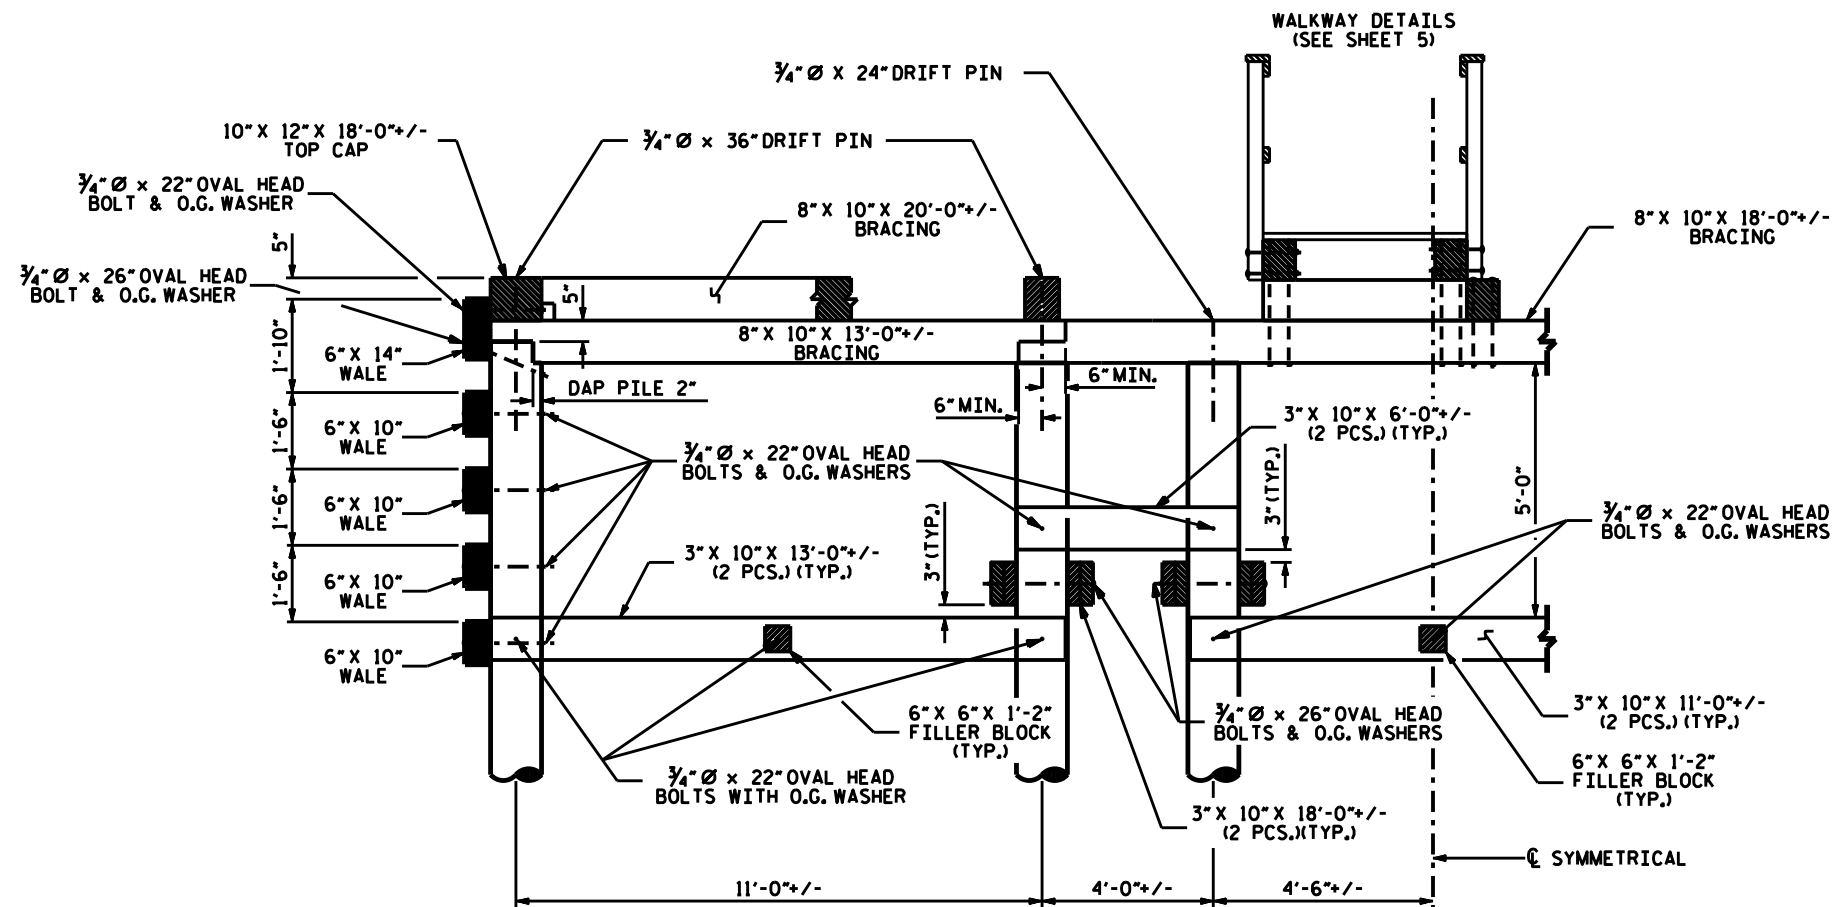 WALKWAY DETAILS
(SEE SHEET 5)
¾"Ø X 24" DRIFT PIN
10" X 12" X 18'-0"+/-
TOP CAP
¾"Ø x 36" DRIFT PIN
¾"Ø x 22" OVAL HEAD
BOLT & O.G. WASHER
8" X 10" X 20'-0"+/-
BRACING
8" X 10" X 18'-0"+/-
BRACING
5"
¾"Ø x 26" OVAL HEAD
BOLT & O.G. WASHER
5"
8" X 10" X 13'-0"+/-
BRACING
1'-10"
6" X 14"
WALE
DAP PILE 2"
6" MIN.
6" MIN.
3" X 10" X 6'-0"+/-
(2 PCS.) (TYP.)
1'-6"
6" X 10"
WALE
¾"Ø x 22" OVAL HEAD
BOLTS & O.G. WASHERS
3" (TYP.)
5'-0"
1'-6"
6" X 10"
WALE
¾"Ø x 22" OVAL HEAD
BOLTS & O.G. WASHERS
3" X 10" X 13'-0"+/-
(2 PCS.) (TYP.)
3" (TYP.)
1'-6"
6" X 10"
WALE
6" X 10"
WALE
6" X 6" X 1'-2"
FILLER BLOCK
(TYP.)
¾"Ø x 26" OVAL HEAD
BOLTS & O.G. WASHERS
3" X 10" X 11'-0"+/-
(2 PCS.) (TYP.)
¾"Ø x 22" OVAL HEAD
BOLTS WITH O.G. WASHER
6" X 6" X 1'-2"
FILLER BLOCK
(TYP.)
3" X 10" X 18'-0"+/-
(2 PCS.)(TYP.)
℄ SYMMETRICAL
11'-0"+/-
4'-0"+/-
4'-6"+/-